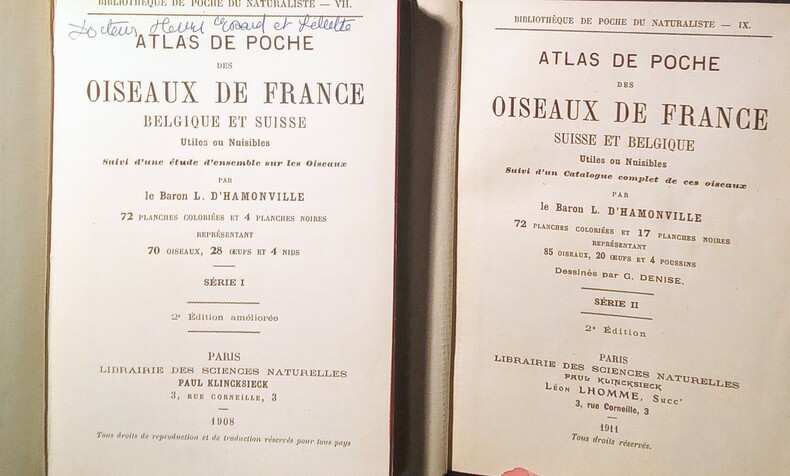 BIBLIOTHÈQUE DE POCHE DU NATURALISTE — VII.
Docteur Henri et
ATLAS DE POCHE
DES
OISEAUX DE FRANCE
BELGIQUE ET SUISSE
Utiles ou Nuisibles
Suivi d'une étude d'ensemble sur les Oiseaux
PAR
le Baron L. D'HAMONVILLE
72 PLANCHES COLORIÉES ET 4 PLANCHES NOIRES
REPRÉSENTANT
70 OISEAUX, 28 ŒUFS ET 4 NIDS
SÉRIE I
2e Édition améliorée
PARIS
LIBRAIRIE DES SCIENCES NATURELLES
PAUL KLINCKSIECK
3, RUE CORNEILLE, 3
1908
Tous droits de reproduction et de traduction réservés pour tous pays
BIBLIOTHÈQUE DE POCHE DU NATURALISTE — IX.
ATLAS DE POCHE
DES
OISEAUX DE FRANCE
SUISSE ET BELGIQUE
Utiles ou Nuisibles
Suivi d'un Catalogue complet de ces oiseaux
PAR
le Baron L. D'HAMONVILLE
72 PLANCHES COLORIÉES ET 17 PLANCHES NOIRES
REPRÉSENTANT
85 OISEAUX, 20 ŒUFS ET 4 POUSSINS
Dessinés par C. DENISE.
SÉRIE II
2e Édition
PARIS
LIBRAIRIE DES SCIENCES NATURELLES
PAUL KLINCKSIECK
LÉON LHOMME, Succr
3, rue Corneille, 3
1911
Tous droits réservés.